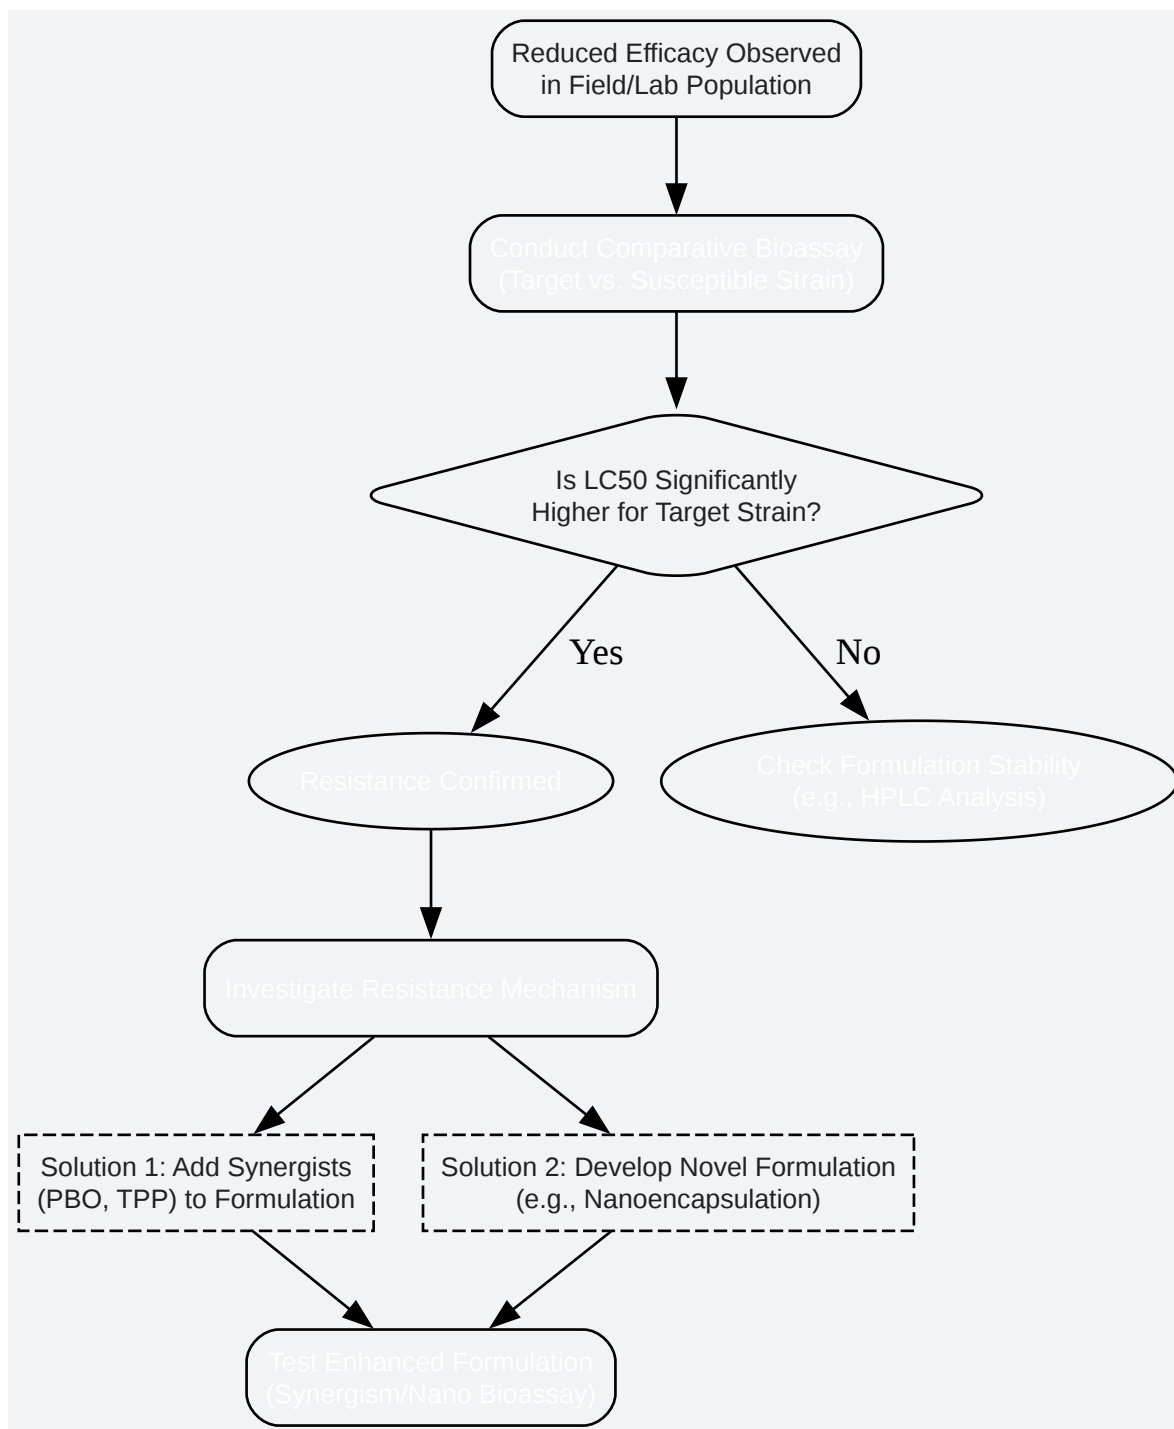 Reduced Efficacy Observed
in Field/Lab Population
Conduct Comparative Bioassay
(Target vs. Susceptible Strain)
Is LC50 Significantly
Higher for Target Strain?
Yes
No
Resistance Confirmed
Check Formulation Stability
(e.g., HPLC Analysis)
Investigate Resistance Mechanism
Solution 1: Add Synergists
(PBO, TPP) to Formulation
Solution 2: Develop Novel Formulation
(e.g., Nanoencapsulation)
Test Enhanced Formulation
(Synergism/Nano Bioassay)